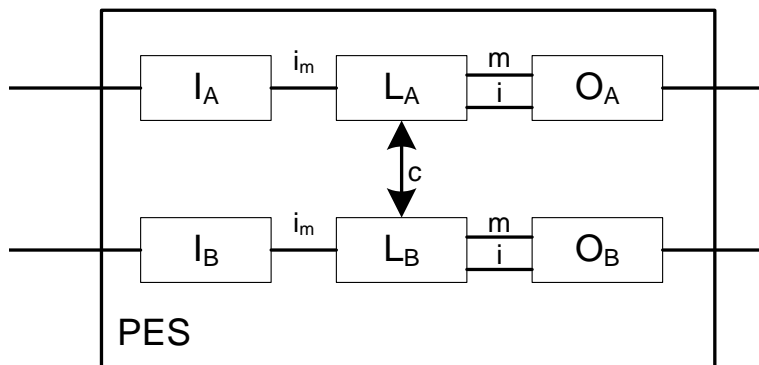 i_m m
I_A L_A i O_A
c
i_m m
I_B L_B i O_B
PES